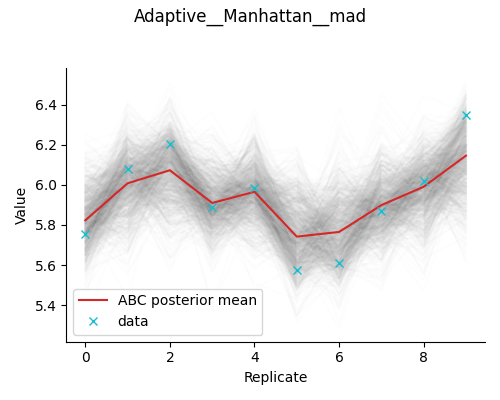 Adaptive__Manhattan__mad
6.4
6.2
6.0
5.8
5.6
5.4
Value
ABC posterior mean
data
0 2 4 6 8
Replicate